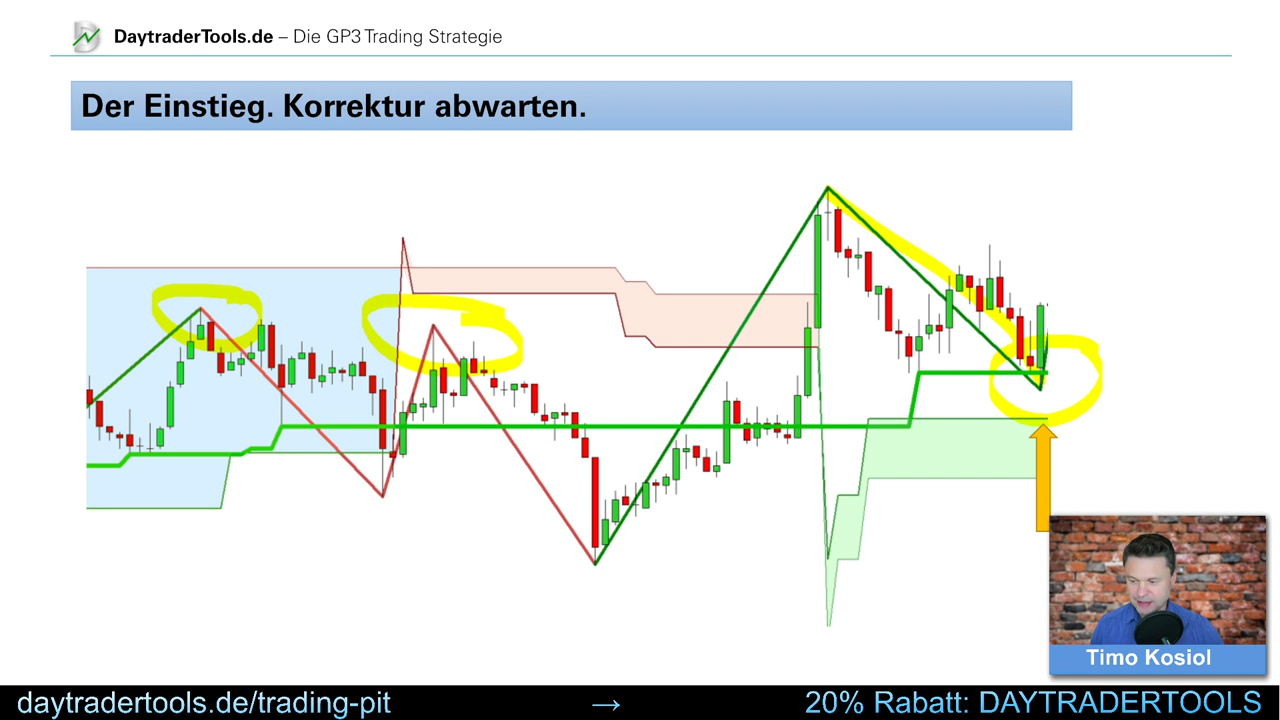 DaytraderTools.de – Die GP3 Trading Strategie
Der Einstieg. Korrektur abwarten.
Timo Kosiol
daytradertools.de/trading-pit → 20% Rabatt: DAYTRADERTOOLS